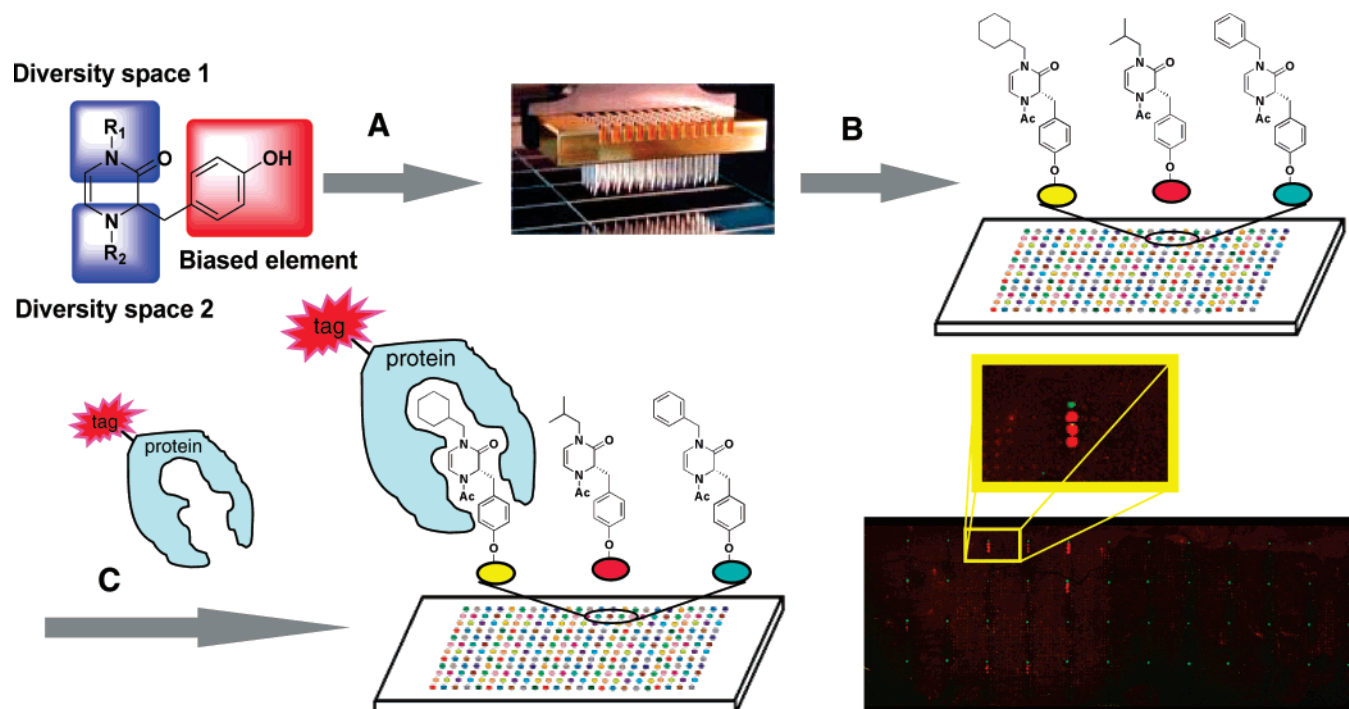 Diversity space 1
R1
N
O
OH
N
R2
Biased element
Diversity space 2
A
B
N
O
N
Ac
O
N
O
N
Ac
O
N
O
N
Ac
O
tag
protein
C
tag
protein
N
O
N
Ac
O
N
O
N
Ac
O
N
O
N
Ac
O